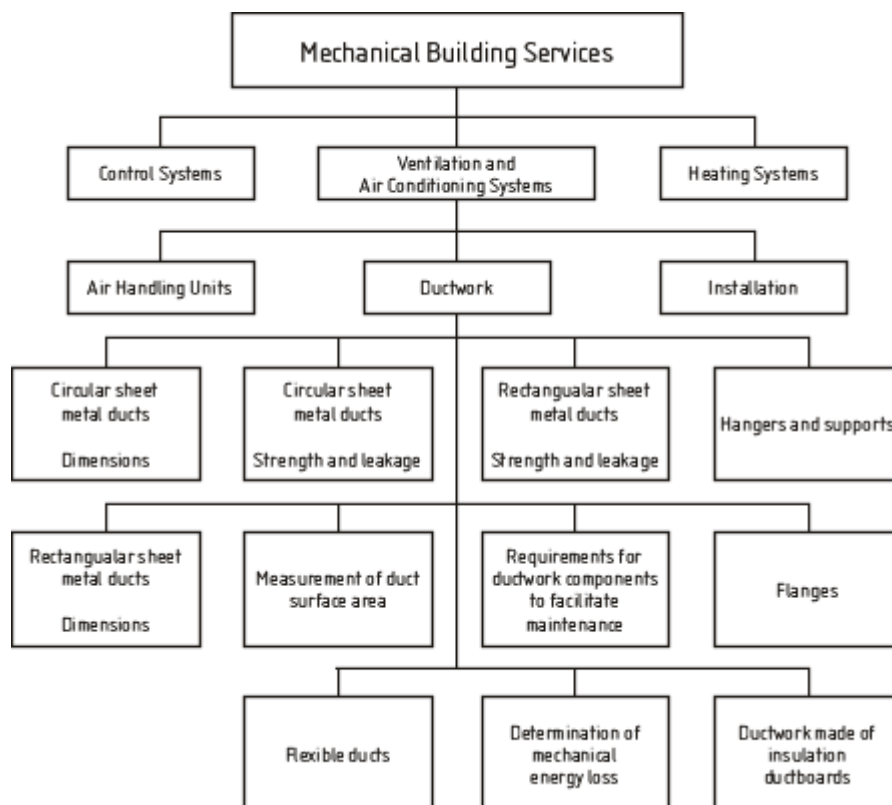 Mechanical Building Services
Control Systems
Ventilation and
Air Conditioning Systems
Heating Systems
Air Handling Units
Ductwork
Installation
Circular sheet
metal ducts
Dimensions
Circular sheet
metal ducts
Strength and leakage
Rectangualar sheet
metal ducts
Strength and leakage
Hangers and supports
Rectangualar sheet
metal ducts
Dimensions
Measurement of duct
surface area
Requirements for
ductwork components
to facilitate
maintenance
Flanges
Flexible ducts
Determination of
mechanical
energy loss
Ductwork made of
insulation
ductboards